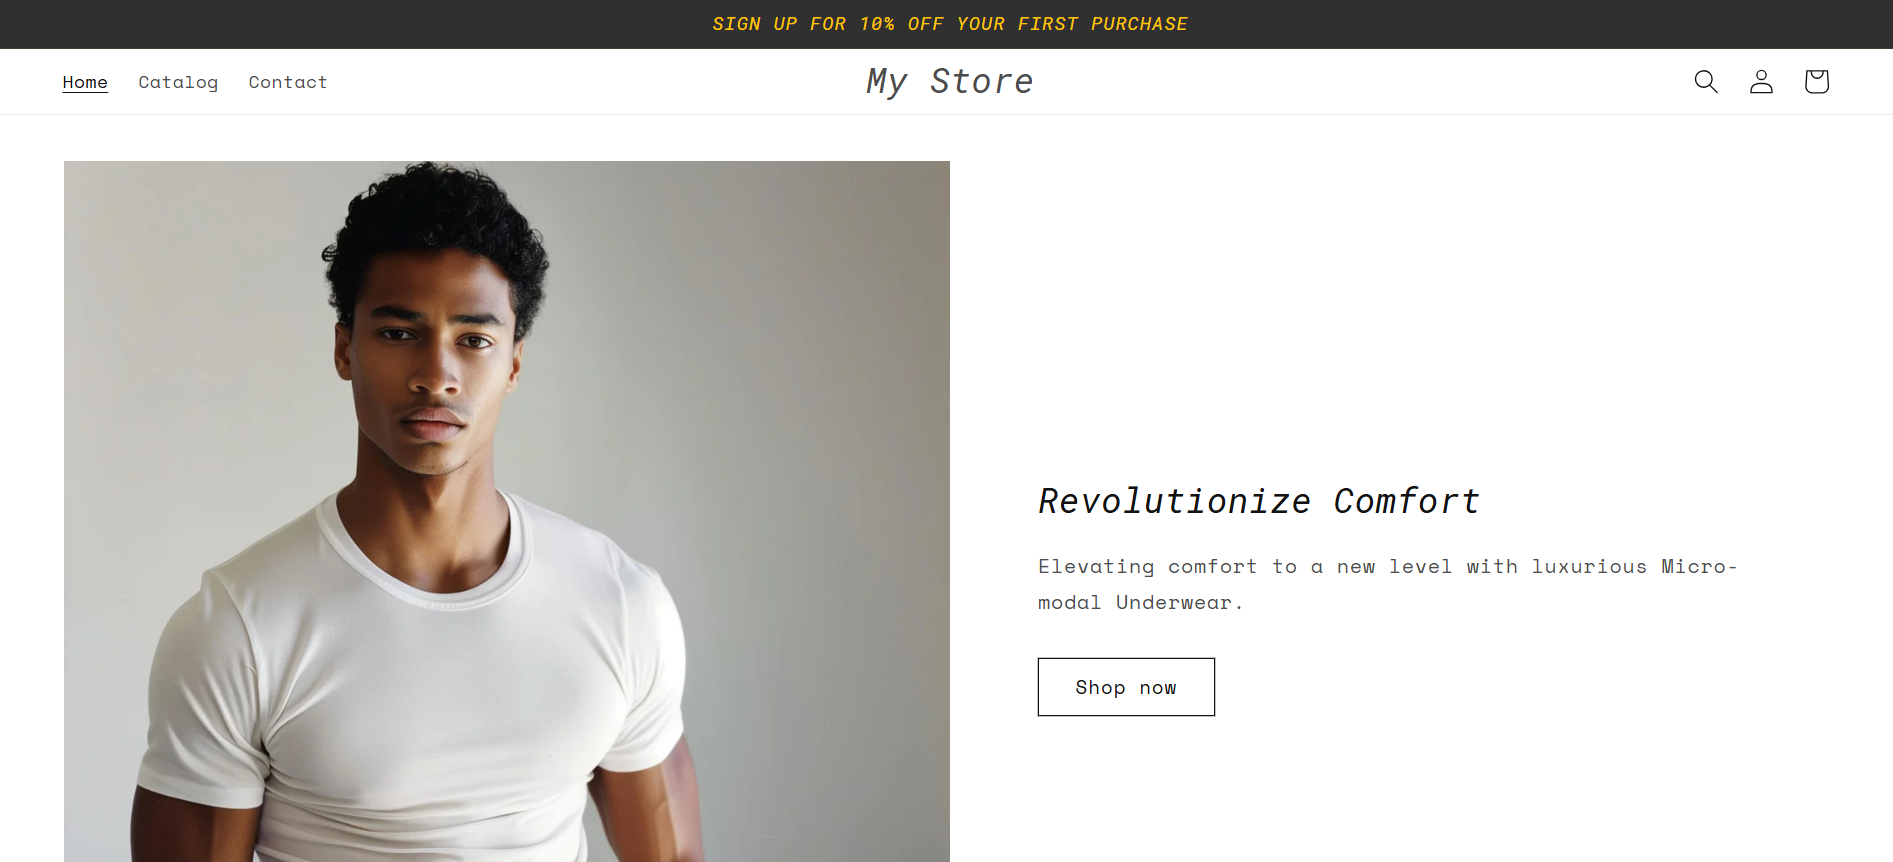 SIGN UP FOR 10% OFF YOUR FIRST PURCHASE
Home Catalog Contact
My Store
Revolutionize Comfort
Elevating comfort to a new level with luxurious Micro-
modal Underwear.
Shop now